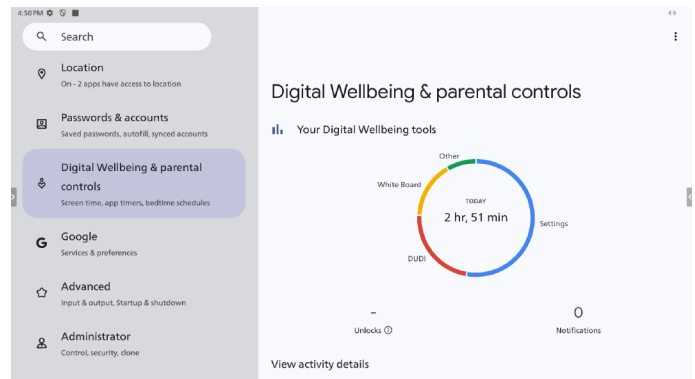 4:50 PM
Search
Location
On - 2 apps have access to location
Passwords & accounts
Saved passwords, autofill, synced accounts
Digital Wellbeing & parental
controls
Screen time, app timers, bedtime schedules
Google
Services & preferences
Advanced
Input & output, Startup & shutdown
Administrator
Control, security, clone
Digital Wellbeing & parental controls
Your Digital Wellbeing tools
Other
White Board
TODAY
2 hr, 51 min
Settings
DUDI
-
Unlocks
0
Notifications
View activity details